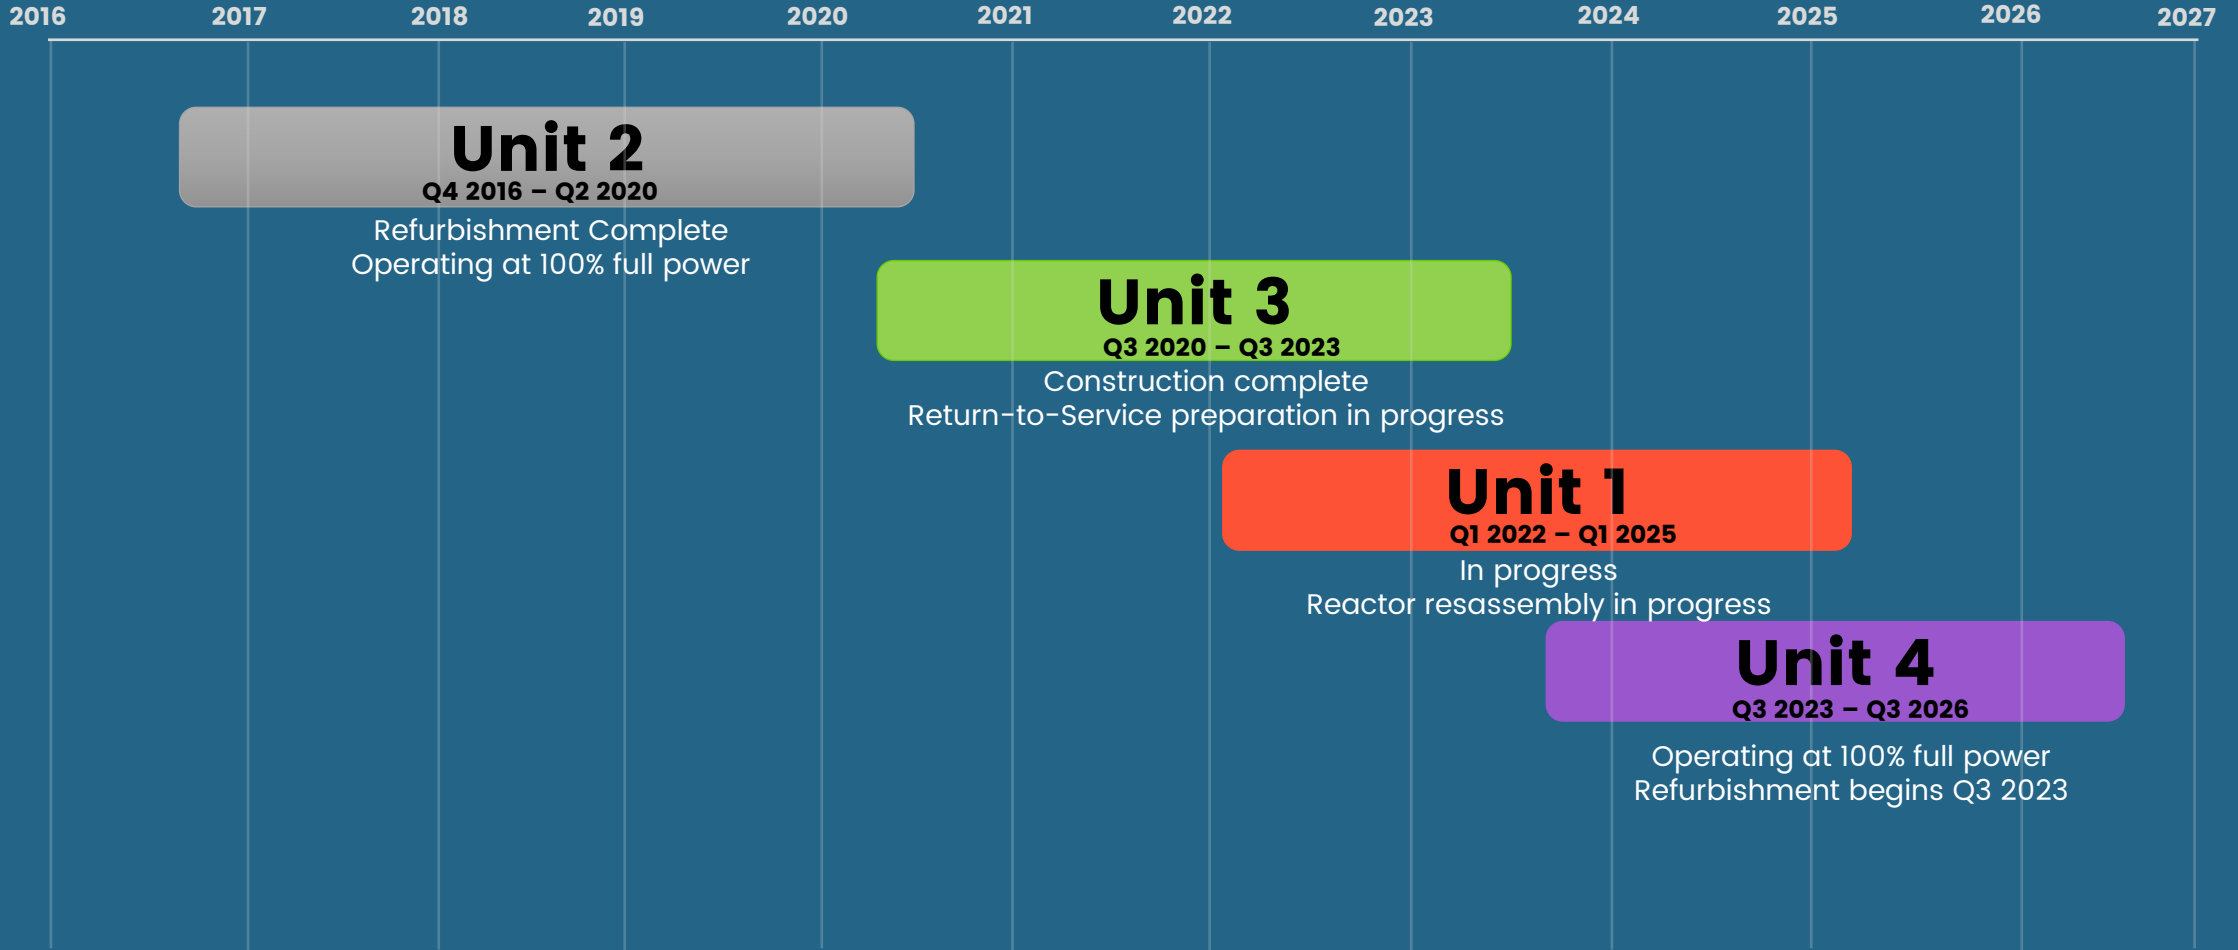 2016 2017 2018 2019 2020 2021 2022 2023 2024 2025 2026 2027
Unit 2
Q4 2016 – Q2 2020
Refurbishment Complete
Operating at 100% full power
Unit 3
Q3 2020 – Q3 2023
Construction complete
Return-to-Service preparation in progress
Unit 1
Q1 2022 – Q1 2025
In progress
Reactor resassembly in progress
Unit 4
Q3 2023 – Q3 2026
Operating at 100% full power
Refurbishment begins Q3 2023